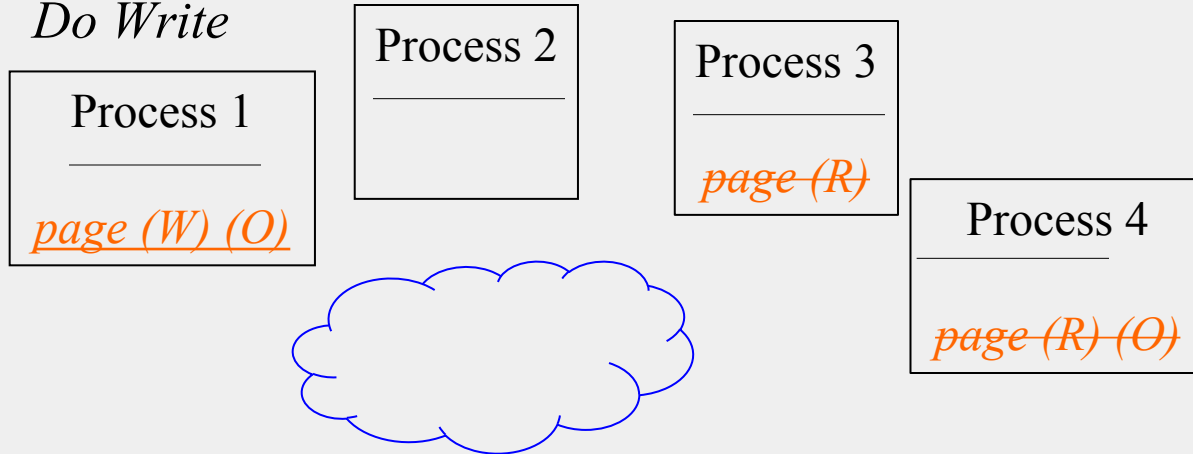 Do Write
Process 1
page (W) (O)
Process 2
Process 3
page (R)
Process 4
page (R) (O)